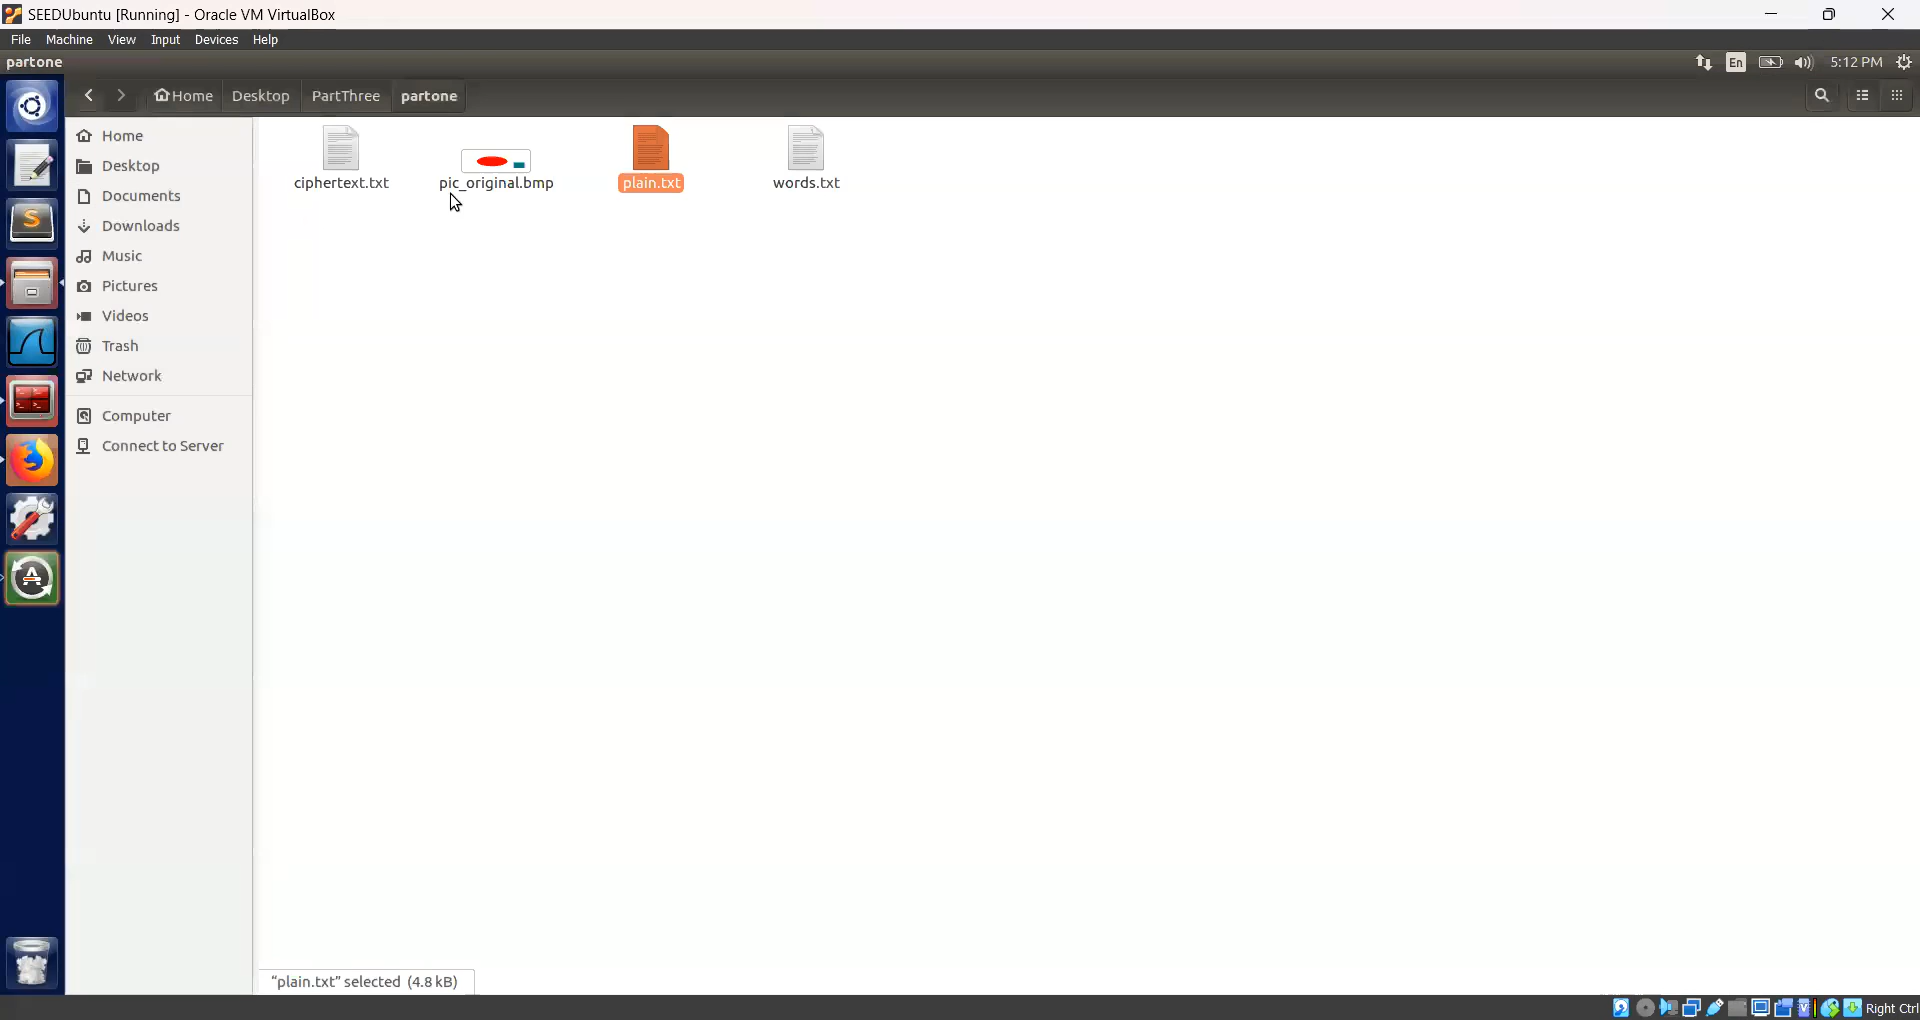 SEEDUbuntu [Running] - Oracle VM VirtualBox
File Machine View Input Devices Help
partone
En
5:12 PM
Home Desktop PartThree partone
Home
Desktop
Documents
Downloads
Music
Pictures
Videos
Trash
Network
Computer
Connect to Server
ciphertext.txt
pic_original.bmp
plain.txt
words.txt
“plain.txt” selected (4.8 kB)
Right Ctrl